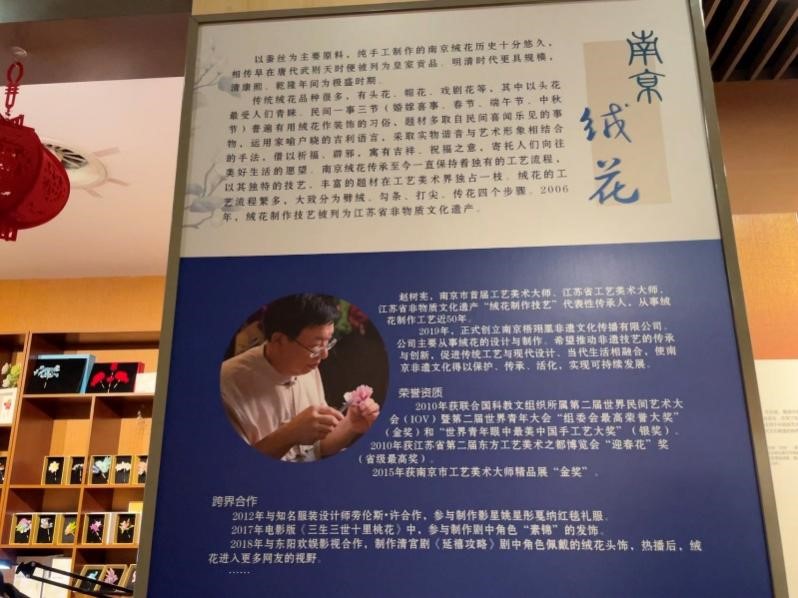 南京
绒花
以蚕丝为主要原料，纯手工制作的南京绒花历史十分悠久，
相传早在唐代武则天时便被列为皇家贡品。明清时代更具规模，
清康熙、乾隆年间为极盛时期。
传统绒花品种很多，有头花、帽花、戏剧花等，其中以头花
最受人们青睐。民间一事三节（婚嫁喜事、春节、端午节、中秋
节）普遍有用绒花作装饰的习俗，题材多取自民间喜闻乐见的事
物，运用家喻户晓的吉利语言，采取实物谐音与艺术形象相结合
的手法，借以祈福、辟邪，寓有吉祥、祝福之意，寄托人们向往
美好生活的愿望。南京绒花传承至今一直保持着独有的工艺流程，
以其独特的技艺、丰富的题材在工艺美术界独占一枝。绒花的工
艺流程繁多，大致分为劈绒、勾条、打尖、传花四个步骤。2006
年，绒花制作技艺被列为江苏省非物质文化遗产。
赵树宪，南京市首届工艺美术大师、江苏省工艺美术大师，
江苏省非物质文化遗产“绒花制作技艺”代表性传承人，从事绒
花制作工艺近50年。
2019年，正式创立南京梧翊凰非遗文化传播有限公司。
公司主要从事绒花的设计与制作。希望推动非遗技艺的传承
与创新，促进传统工艺与现代设计、当代生活相融合，使南
京非遗文化得以保护、传承、活化，实现可持续发展。
荣誉资质
2010年获联合国科教文组织所属第二届世界民间艺术大
会（IOV）暨第二届世界青年大会“组委会最高荣誉大奖”
（金奖）和“世界青年眼中最美中国手工艺大奖”（银奖）。
2010年获江苏省第二届东方工艺美术之都博览会“迎春花”奖
（省级最高奖）。
2015年获南京市工艺美术大师精品展“金奖”。
跨界合作
2012年与知名服装设计师劳伦斯·许合作，参与制作影星姚星彤戛纳红毯礼服。
2017年电影版《三生三世十里桃花》中，参与制作剧中角色“素锦”的发饰。
2018年与东阳欢娱影视合作，制作清宫剧《延禧攻略》剧中角色佩戴的绒花头饰，热播后，绒
花进入更多网友的视野。
……